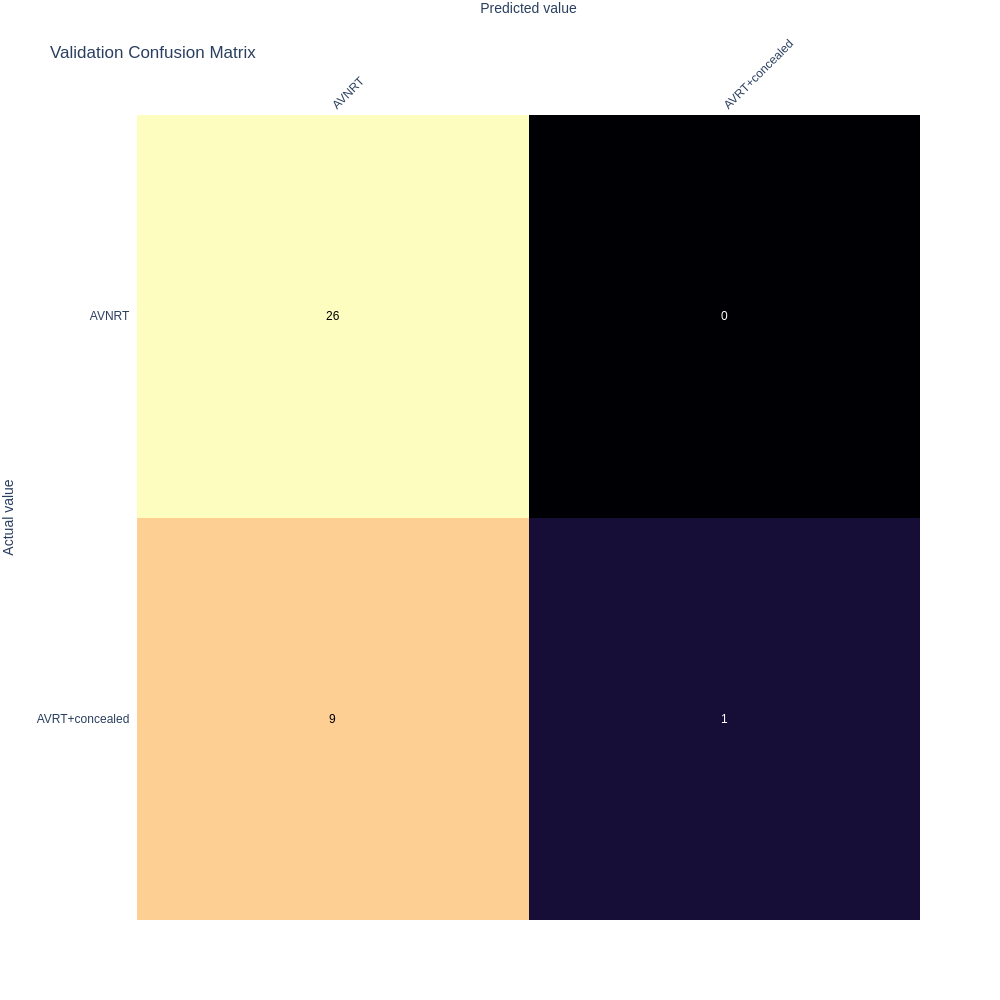 Predicted value
Validation Confusion Matrix
AVNRT
AVRT+concealed
AVNRT
26
0
Actual value
AVRT+concealed
9
1